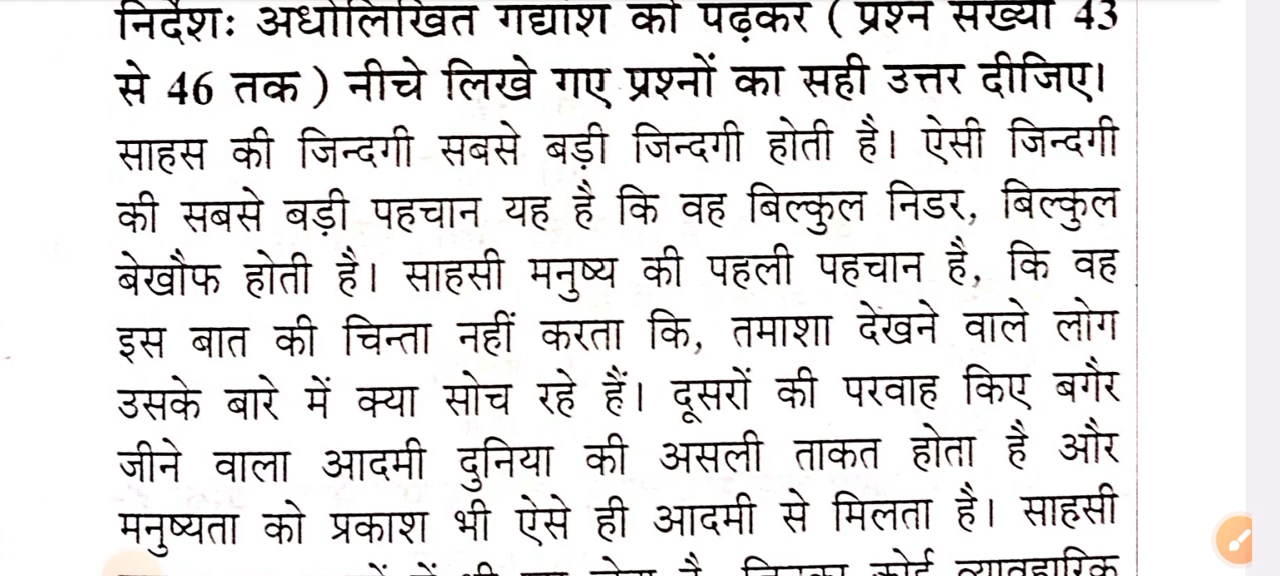 निर्देशः अधोलिखित गद्यांश को पढ़कर ( प्रश्न संख्या 43
से 46 तक ) नीचे लिखे गए प्रश्नों का सही उत्तर दीजिए।
साहस की जिन्दगी सबसे बड़ी जिन्दगी होती है। ऐसी जिन्दगी
की सबसे बड़ी पहचान यह है कि वह बिल्कुल निडर, बिल्कुल
बेखौफ होती है। साहसी मनुष्य की पहली पहचान है, कि वह
इस बात की चिन्ता नहीं करता कि, तमाशा देखने वाले लोग
उसके बारे में क्या सोच रहे हैं। दूसरों की परवाह किए बगैर
जीने वाला आदमी दुनिया की असली ताकत होता है और
मनुष्यता को प्रकाश भी ऐसे ही आदमी से मिलता है। साहसी
में भी है, जिनका कोई व्यावहारिक